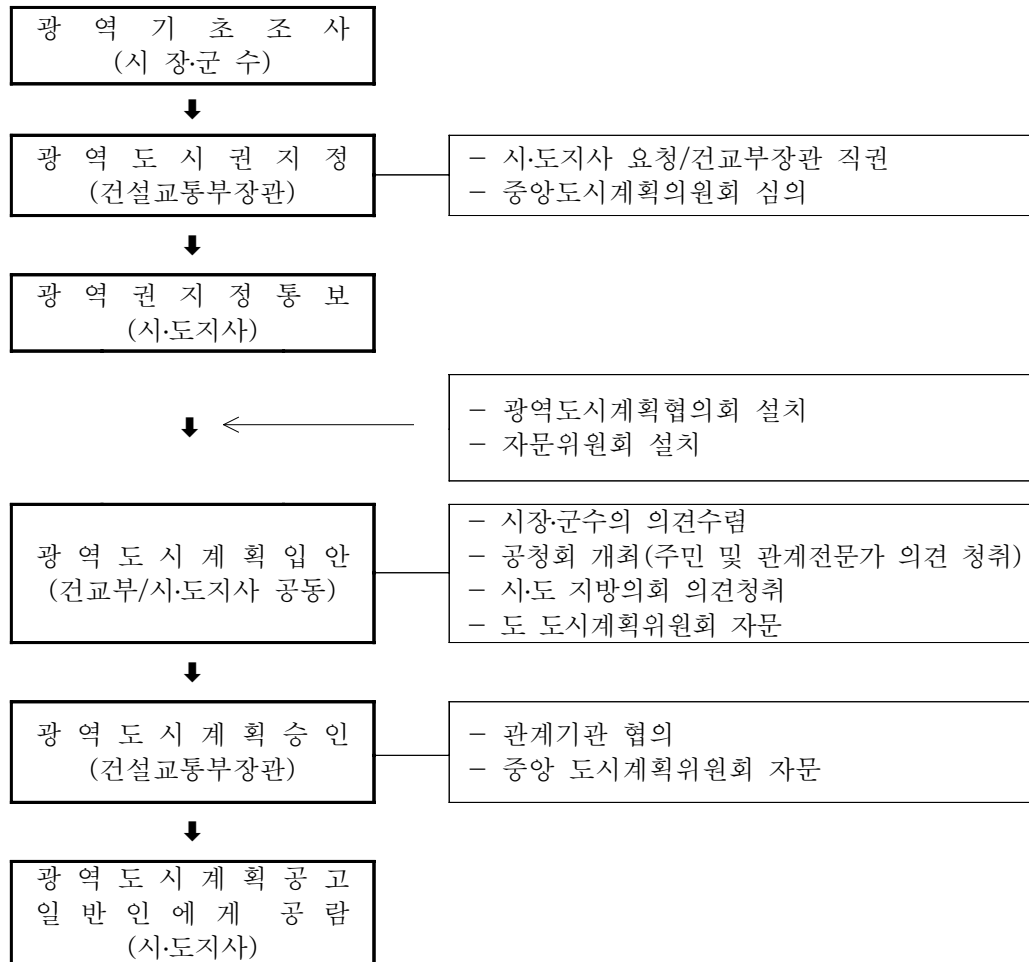 광 역 기 초 조 사
(시 장·군 수)
광 역 도 시 권 지 정
(건설교통부장관)
- 시·도지사 요청/건교부장관 직권
- 중앙도시계획의원회 심의
광 역 권 지 정 통 보
(시·도지사)
- 광역도시계획협의회 설치
- 자문위원회 설치
광 역 도 시 계 획 입 안
(건교부/시·도지사 공동)
- 시장·군수의 의견수렴
- 공청회 개최(주민 및 관계전문가 의견 청취)
- 시·도 지방의회 의견청취
- 도 도시계획위원회 자문
광 역 도 시 계 획 승 인
(건설교통부장관)
- 관계기관 협의
- 중앙 도시계획위원회 자문
광 역 도 시 계 획 공 고
일 반 인 에 게 공 람
(시·도지사)